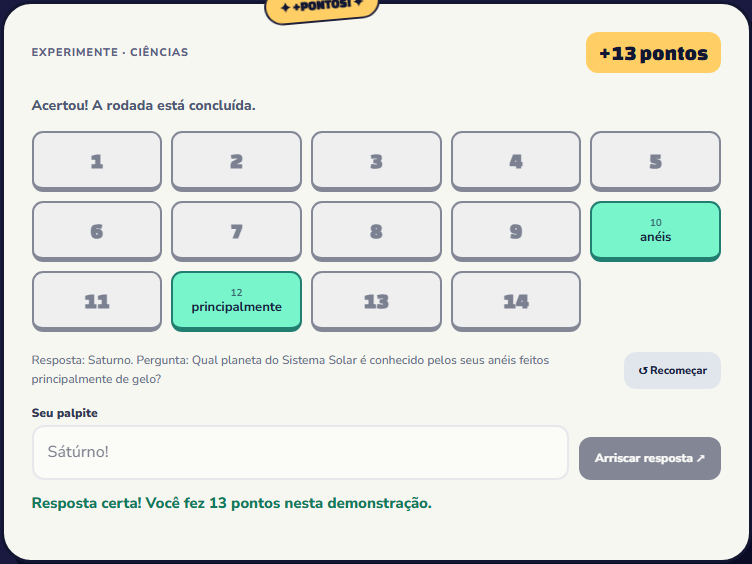 ✦ +PONTOS! ✦
EXPERIMENTE · CIÊNCIAS
+13 pontos
Acertou! A rodada está concluída.
1 2 3 4 5
6 7 8 9 10 anéis
11 12 principalmente 13 14
Resposta: Saturno. Pergunta: Qual planeta do Sistema Solar é conhecido pelos seus anéis feitos
principalmente de gelo?
↺ Recomeçar
Seu palpite
Sátúrno!
Arriscar resposta ↗
Resposta certa! Você fez 13 pontos nesta demonstração.